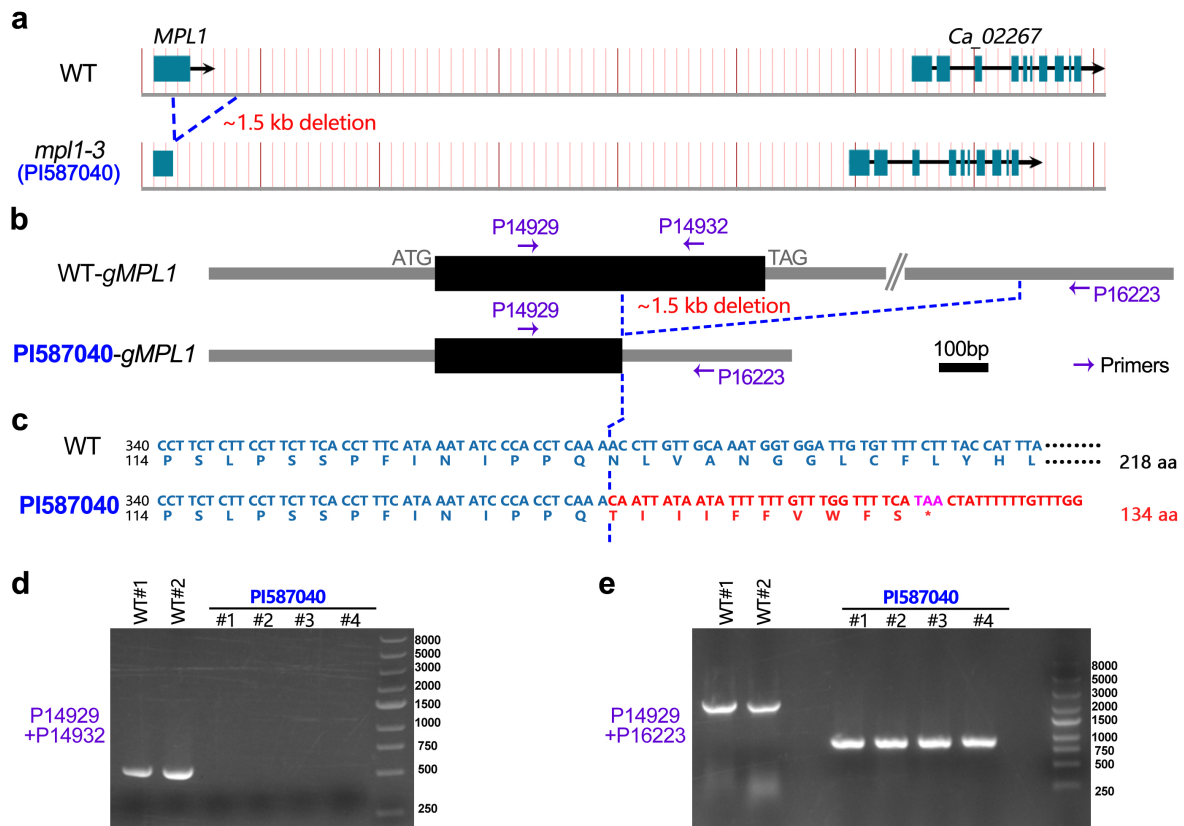 a
MPL1
Ca_02267
WT
~1.5 kb deletion
mpl1-3
(PI587040)
b
P14929
P14932
ATG
TAG
WT-gMPL1
~1.5 kb deletion
P14929
P16223
PI587040-gMPL1
100bp
P16223
Primers
c
WT
340 CCT TCT CTT CCT TCT TCA CCT TTC ATA AAT ATC CCA CCT CAA AAC CTT GTT GCA AAT GGT GGA TTG TGT TTT CTT TAC CAT TTA
114 P S L P S S P F I N I P P Q N L V A N G G L C F L Y H L
218 aa
PI587040
340 CCT TCT CTT CCT TCT TCA CCT TTC ATA AAT ATC CCA CCT CAA ACA ATT ATA ATA TTT TTT GTT TGG TTT TCA TAA CTATTTTTTGTTTGG
114 P S L P S S P F I N I P P Q T I I I F F V W F S *
134 aa
d
WT#1
WT#2
PI587040
#1 #2 #3 #4
P14929
+P14932
8000
5000
3000
2000
1500
1000
750
500
250
e
WT#1
WT#2
PI587040
#1 #2 #3 #4
P14929
+P16223
8000
5000
3000
2000
1500
1000
750
500
250